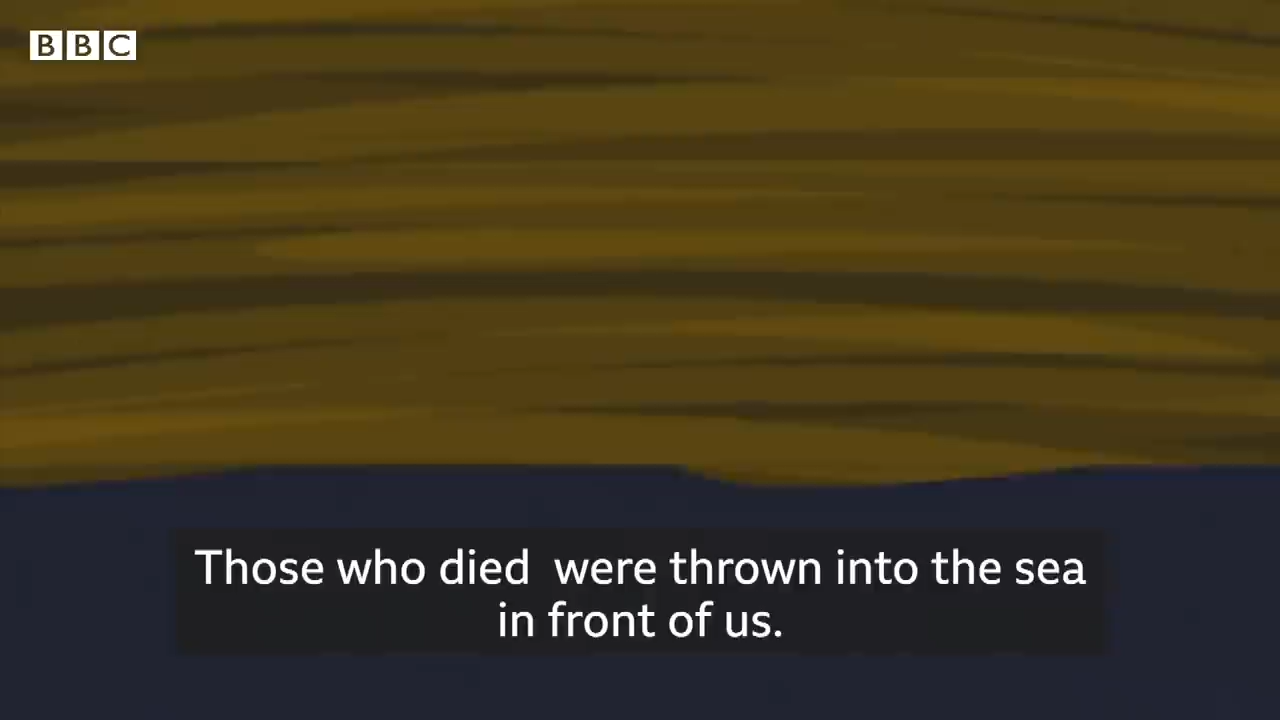 BBC
Those who died  were thrown into the sea
in front of us.